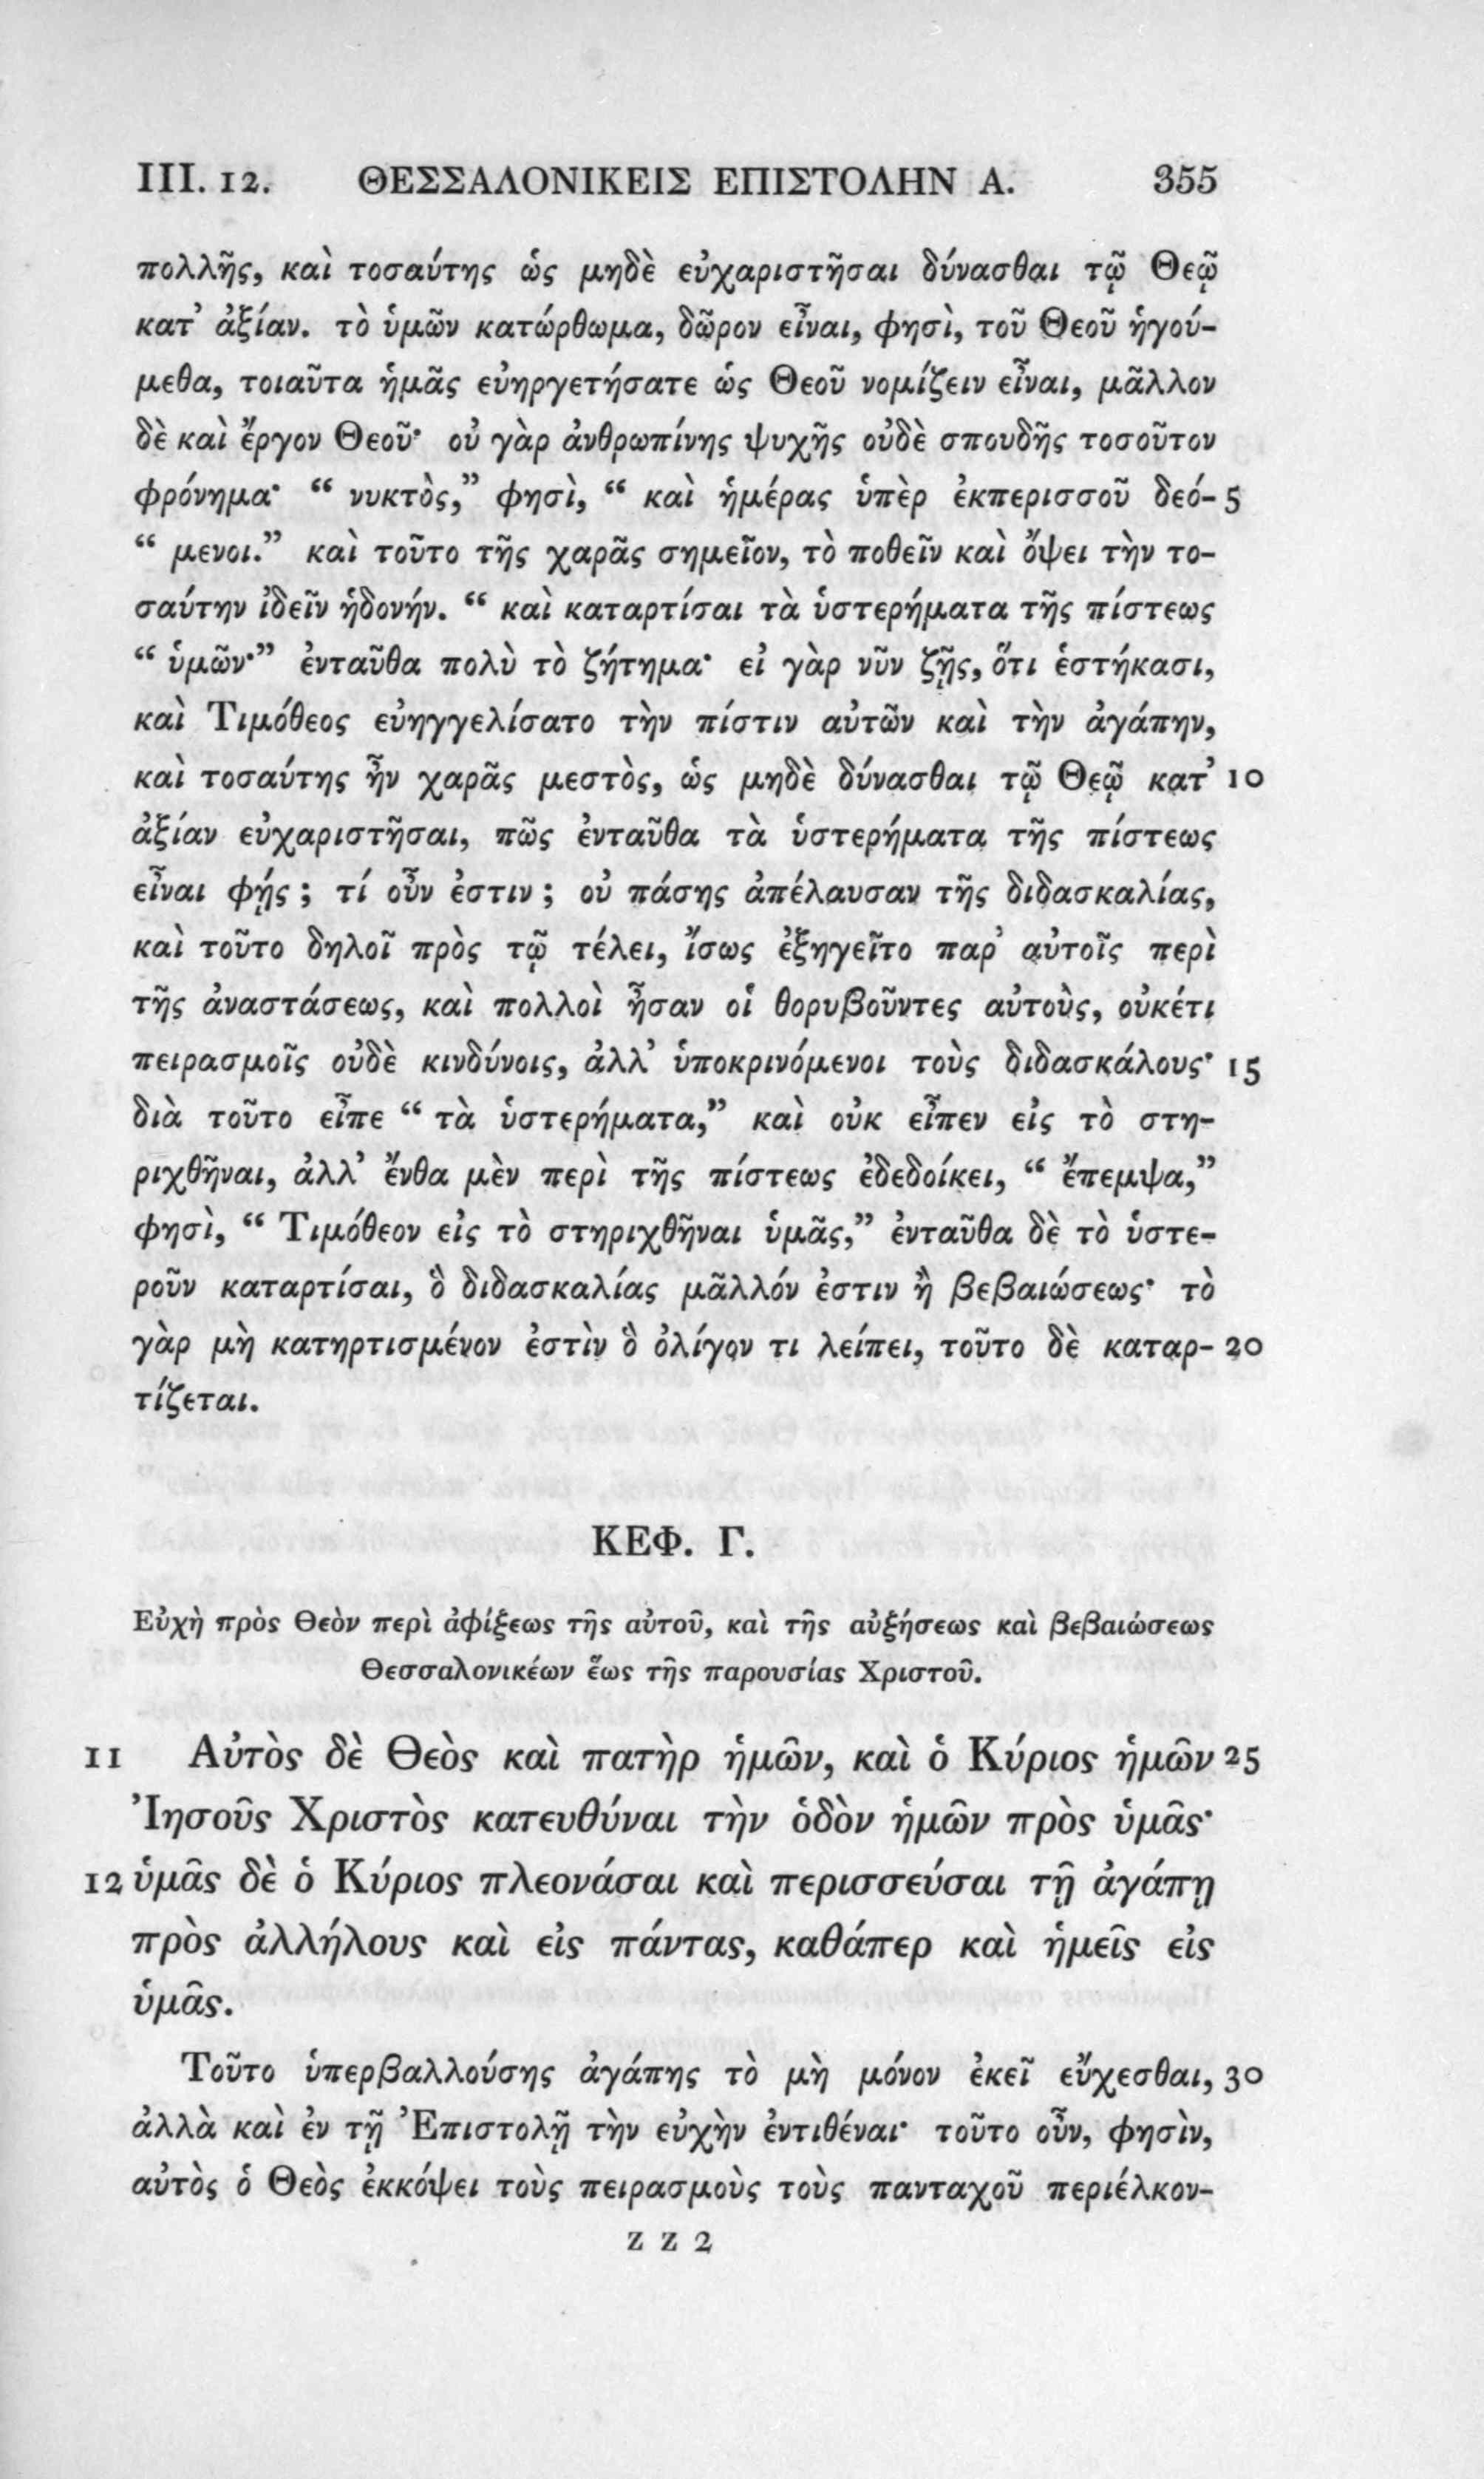 III. 12. ΘΕΣΣΑΛΟΝΙΚΕΙΣ ΕΠΙΣΤΟΛΗΝ Α. 355
πολλῆς, καὶ τοσαύτης ὡς μηδὲ εὐχαριστῆσαι δύνασθαι τῷ Θεῷ
κατ᾽ ἀξίαν. τὸ ὑμῶν κατώρθωμα, δῶρον εἶναι, φησὶ, τοῦ Θεοῦ ἡγού-
μεθα, τοιαῦτα ἡμᾶς εὐηργετήσατε ὡς Θεοῦ νομίζειν εἶναι, μᾶλλον
δὲ καὶ ἔργον Θεοῦ· οὐ γὰρ ἀνθρωπίνης ψυχῆς οὐδὲ σπουδῆς τοσοῦτον
φρόνημα· “ νυκτὸς,” φησὶ, “ καὶ ἡμέρας ὑπὲρ ἐκπερισσοῦ δεό- 5
“ μενοι.” καὶ τοῦτο τῆς χαρᾶς σημεῖον, τὸ ποθεῖν καὶ ὄψει τὴν το-
σαύτην ἰδεῖν ἡδονήν. “ καὶ καταρτίσαι τὰ ὑστερήματα τῆς πίστεως
“ ὑμῶν·” ἐνταῦθα πολὺ τὸ ζήτημα· εἰ γὰρ νῦν ζῇς, ὅτι ἑστήκασι,
καὶ Τιμόθεος εὐηγγελίσατο τὴν πίστιν αὐτῶν καὶ τὴν ἀγάπην,
καὶ τοσαύτης ἦν χαρᾶς μεστὸς, ὡς μηδὲ δύνασθαι τῷ Θεῷ κατ᾽ 10
ἀξίαν εὐχαριστῆσαι, πῶς ἐνταῦθα τὰ ὑστερήματα τῆς πίστεως
εἶναι φῄς ; τί οὖν ἐστιν ; οὐ πάσης ἀπέλαυσαν τῆς διδασκαλίας,
καὶ τοῦτο δηλοῖ πρὸς τῷ τέλει, ἴσως ἐξηγεῖτο παρ᾽ αὐτοῖς περὶ
τῆς ἀναστάσεως, καὶ πολλοὶ ἦσαν οἱ θορυβοῦντες αὐτοὺς, οὐκέτι
πειρασμοῖς οὐδὲ κινδύνοις, ἀλλ᾽ ὑποκρινόμενοι τοὺς διδασκάλους· 15
διὰ τοῦτο εἶπε “ τὰ ὑστερήματα,” καὶ οὐκ εἶπεν εἰς τὸ στη-
ριχθῆναι, ἀλλ᾽ ἔνθα μὲν περὶ τῆς πίστεως ἐδεδοίκει, “ ἔπεμψα,”
φησὶ, “ Τιμόθεον εἰς τὸ στηριχθῆναι ὑμᾶς,” ἐνταῦθα δὲ τὸ ὑστε-
ροῦν καταρτίσαι, ὃ διδασκαλίας μᾶλλόν ἐστιν ἢ βεβαιώσεως· τὸ
γὰρ μὴ κατηρτισμένον ἐστὶν ὃ ὀλίγον τι λείπει, τοῦτο δὲ καταρ- 20
τίζεται.
ΚΕΦ. Γ.
Εὐχὴ πρὸς Θεὸν περὶ ἀφίξεως τῆς αὐτοῦ, καὶ τῆς αὐξήσεως καὶ βεβαιώσεως
Θεσσαλονικέων ἕως τῆς παρουσίας Χριστοῦ.
11 Αὐτὸς δὲ Θεὸς καὶ πατὴρ ἡμῶν, καὶ ὁ Κύριος ἡμῶν 25
Ἰησοῦς Χριστὸς κατευθύναι τὴν ὁδὸν ἡμῶν πρὸς ὑμᾶς·
12 ὑμᾶς δὲ ὁ Κύριος πλεονάσαι καὶ περισσεύσαι τῇ ἀγάπῃ
πρὸς ἀλλήλους καὶ εἰς πάντας, καθάπερ καὶ ἡμεῖς εἰς
ὑμᾶς.
Τοῦτο ὑπερβαλλούσης ἀγάπης τὸ μὴ μόνον ἐκεῖ εὔχεσθαι, 30
ἀλλὰ καὶ ἐν τῇ Ἐπιστολῇ τὴν εὐχὴν ἐντιθέναι· τοῦτο οὖν, φησὶν,
αὐτὸς ὁ Θεὸς ἐκκόψει τοὺς πειρασμοὺς τοὺς πανταχοῦ περιέλκον-
z z 2